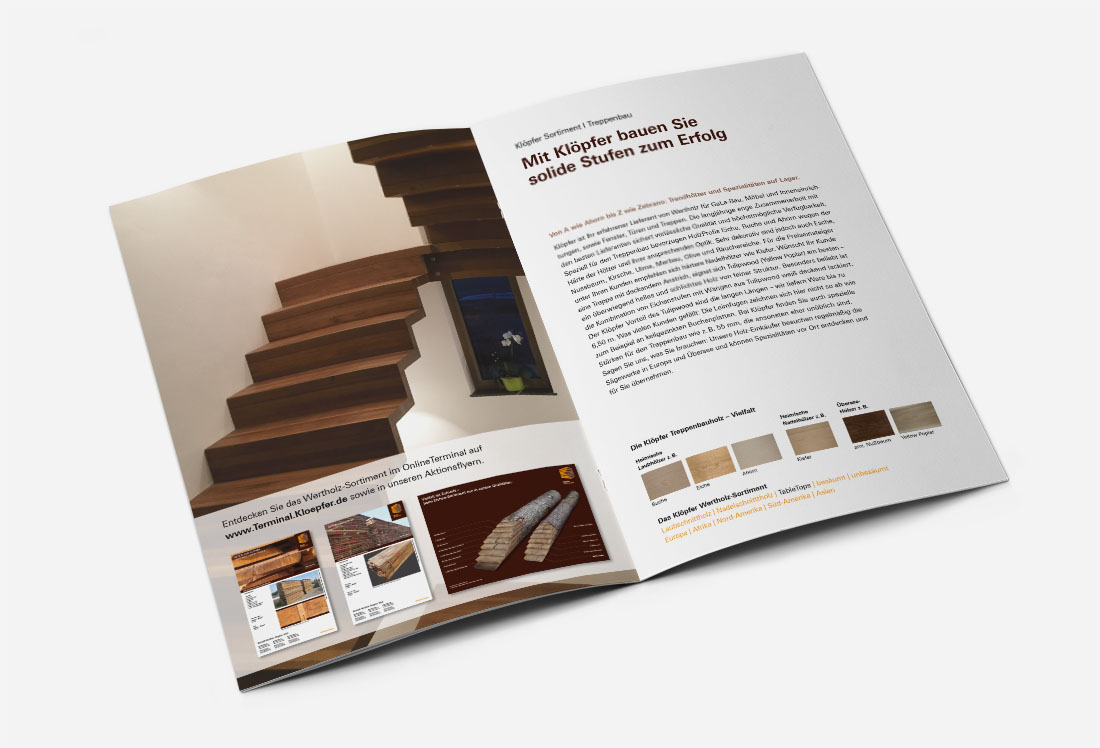 Entdecken Sie das Wertholz-Sortiment im OnlineTerminal auf
www.Terminal.Kloepfer.de sowie in unseren Aktionsflyern.
Klöpfer Sortiment I Treppenbau
Mit Klöpfer bauen Sie
solide Stufen zum Erfolg
Von A wie Ahorn bis Z wie Zebrano: Trendhölzer und Spezialitäten auf Lager.
Klöpfer ist Ihr erfahrener Lieferant von Wertholz für GaLa-Bau, Möbel und Inneneinrich-
tungen, sowie Fenster, Türen und Treppen. Die langjährige enge Zusammenarbeit mit
den besten Lieferanten sichert verlässliche Qualität und höchstmögliche Verfügbarkeit.
Speziell für den Treppenbau bevorzugen HolzProfis Eiche, Buche und Ahorn wegen der
Härte der Hölzer und ihrer ansprechenden Optik. Sehr dekorativ sind jedoch auch Esche,
Nussbaum, Kirsche, Ulme, Merbau, Olive und Räuchereiche. Für die Preiseinsteiger
unter Ihren Kunden empfehlen sich härtere Nadelhölzer wie Kiefer. Wünscht Ihr Kunde
eine Treppe mit deckendem Anstrich, eignet sich Tulipwood (Yellow Poplar) am besten –
ein überwiegend helles und schlichtes Holz von feiner Struktur. Besonders beliebt ist
die Kombination von Eichenstufen mit Wangen aus Tulipwood weiß deckend lackiert.
Der Klöpfer Vorteil des Tulipwood sind die langen Längen – wir liefern Ware bis zu
6,50 m. Was vielen Kunden gefällt: Die Leimfugen zeichnen sich hier nicht so ab wie
zum Beispiel an keilgezinkten Buchenplatten. Bei Klöpfer finden Sie auch spezielle
Stärken für den Treppenbau wie z. B. 55 mm, die ansonsten eher unüblich sind.
Sagen Sie uns, was Sie brauchen. Unsere Holz-Einkäufer besuchen regelmäßig die
Sägewerke in Europa und Übersee und können Spezialitäten vor Ort entdecken und
für Sie übernehmen.
Die Klöpfer Treppenbauholz – Vielfalt
Heimische
Laubhölzer z.B.
Heimische
Nadelhölzer z.B.
Übersee-
Hölzer z.B.
Buche
Eiche
Ahorn
Kiefer
am. Nußbaum
Yellow Poplar
Das Klöpfer Wertholz-Sortiment
Laubschnittholz | Nadelschnittholz | TableTops | besäumt | unbesäumt
Europa | Afrika | Nord-Amerika | Süd-Amerika | Asien